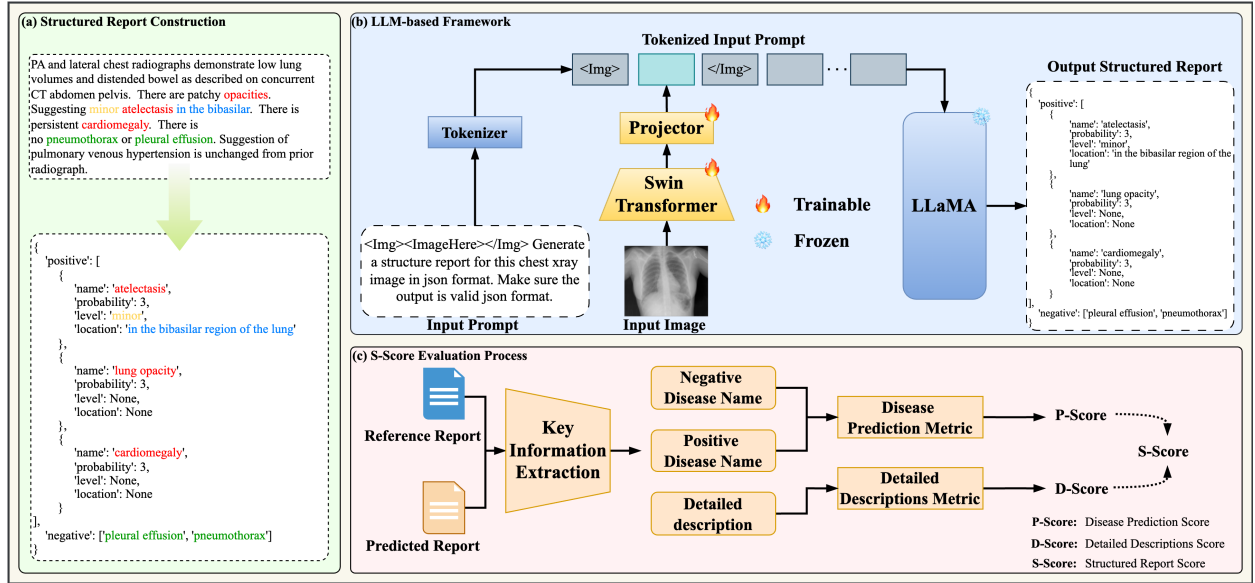 (a) Structured Report Construction
PA and lateral chest radiographs demonstrate low lung
volumes and distended bowel as described on concurrent
CT abdomen pelvis. There are patchy opacities.
Suggesting minor atelectasis in the bibasilar. There is
persistent cardiomegaly. There is
no pneumothorax or pleural effusion. Suggestion of
pulmonary venous hypertension is unchanged from prior
radiograph.
{
'positive': [
{
'name': 'atelectasis',
'probability': 3,
'level': 'minor',
'location': 'in the bibasilar region of the lung'
},
{
'name': 'lung opacity',
'probability': 3,
'level': None,
'location': None
},
{
'name': 'cardiomegaly',
'probability': 3,
'level': None,
'location': None
}
],
'negative': ['pleural effusion', 'pneumothorax']
}
(b) LLM-based Framework
Tokenized Input Prompt
<Img>
</Img>
...
Tokenizer
Projector
Swin
Transformer
<Img><ImageHere></Img> Generate
a structure report for this chest xray
image in json format. Make sure the
output is valid json format.
Input Prompt
Input Image
Trainable
Frozen
LLaMA
Output Structured Report
{
'positive': [
{
'name': 'atelectasis',
'probability': 3,
'level': 'minor',
'location': 'in the bibasilar region of the
lung'
},
{
'name': 'lung opacity',
'probability': 3,
'level': None,
'location': None
},
{
'name': 'cardiomegaly',
'probability': 3,
'level': None,
'location': None
}
],
'negative': ['pleural effusion', 'pneumothorax']
}
(c) S-Score Evaluation Process
Reference Report
Predicted Report
Key
Information
Extraction
Negative
Disease Name
Positive
Disease Name
Detailed
description
Disease
Prediction Metric
Detailed
Descriptions Metric
P-Score
S-Score
D-Score
P-Score: Disease Prediction Score
D-Score: Detailed Descriptions Score
S-Score: Structured Report Score